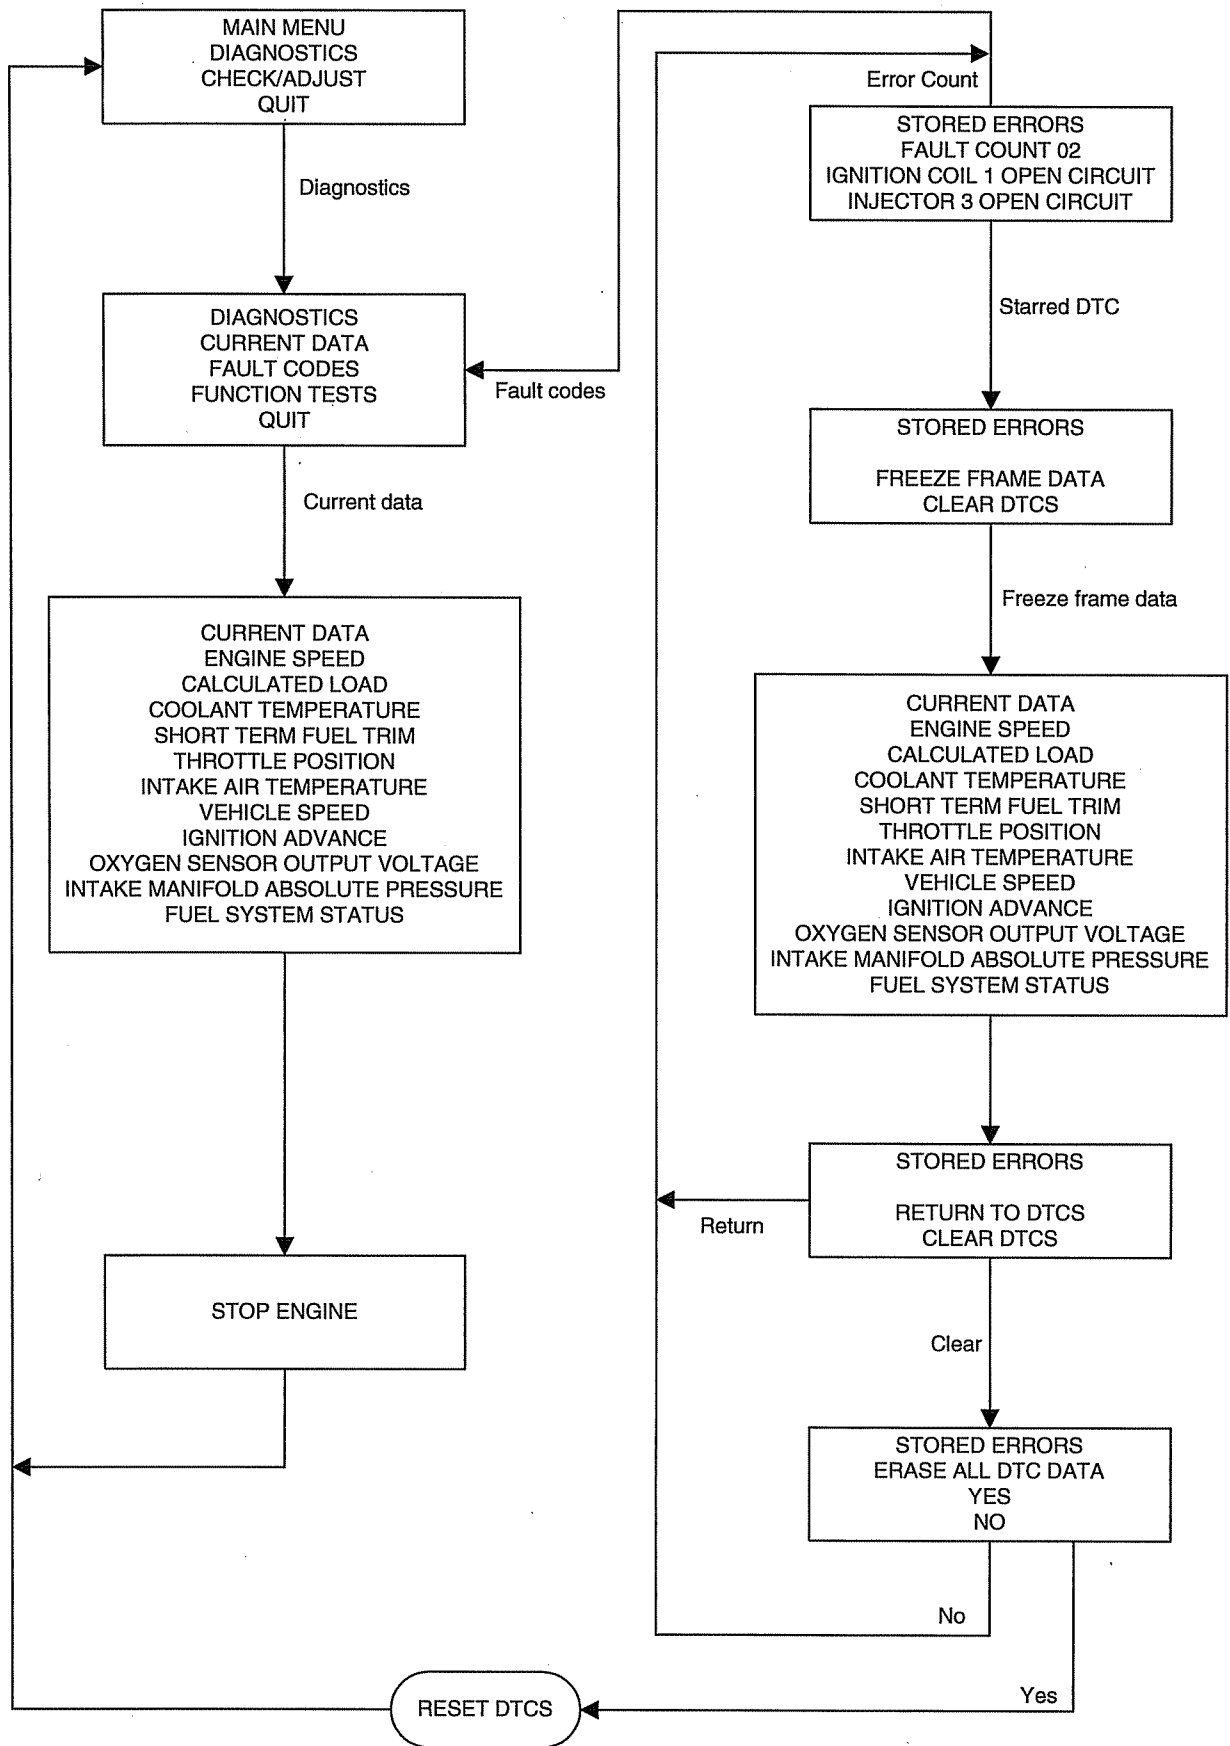 MAIN MENU
DIAGNOSTICS
CHECK/ADJUST
QUIT
Diagnostics
DIAGNOSTICS
CURRENT DATA
FAULT CODES
FUNCTION TESTS
QUIT
Fault codes
Current data
CURRENT DATA
ENGINE SPEED
CALCULATED LOAD
COOLANT TEMPERATURE
SHORT TERM FUEL TRIM
THROTTLE POSITION
INTAKE AIR TEMPERATURE
VEHICLE SPEED
IGNITION ADVANCE
OXYGEN SENSOR OUTPUT VOLTAGE
INTAKE MANIFOLD ABSOLUTE PRESSURE
FUEL SYSTEM STATUS
STOP ENGINE
Error Count
STORED ERRORS
FAULT COUNT 02
IGNITION COIL 1 OPEN CIRCUIT
INJECTOR 3 OPEN CIRCUIT
Starred DTC
STORED ERRORS
FREEZE FRAME DATA
CLEAR DTCS
Freeze frame data
CURRENT DATA
ENGINE SPEED
CALCULATED LOAD
COOLANT TEMPERATURE
SHORT TERM FUEL TRIM
THROTTLE POSITION
INTAKE AIR TEMPERATURE
VEHICLE SPEED
IGNITION ADVANCE
OXYGEN SENSOR OUTPUT VOLTAGE
INTAKE MANIFOLD ABSOLUTE PRESSURE
FUEL SYSTEM STATUS
STORED ERRORS
RETURN TO DTCS
CLEAR DTCS
Return
Clear
STORED ERRORS
ERASE ALL DTC DATA
YES
NO
No
Yes
RESET DTCS